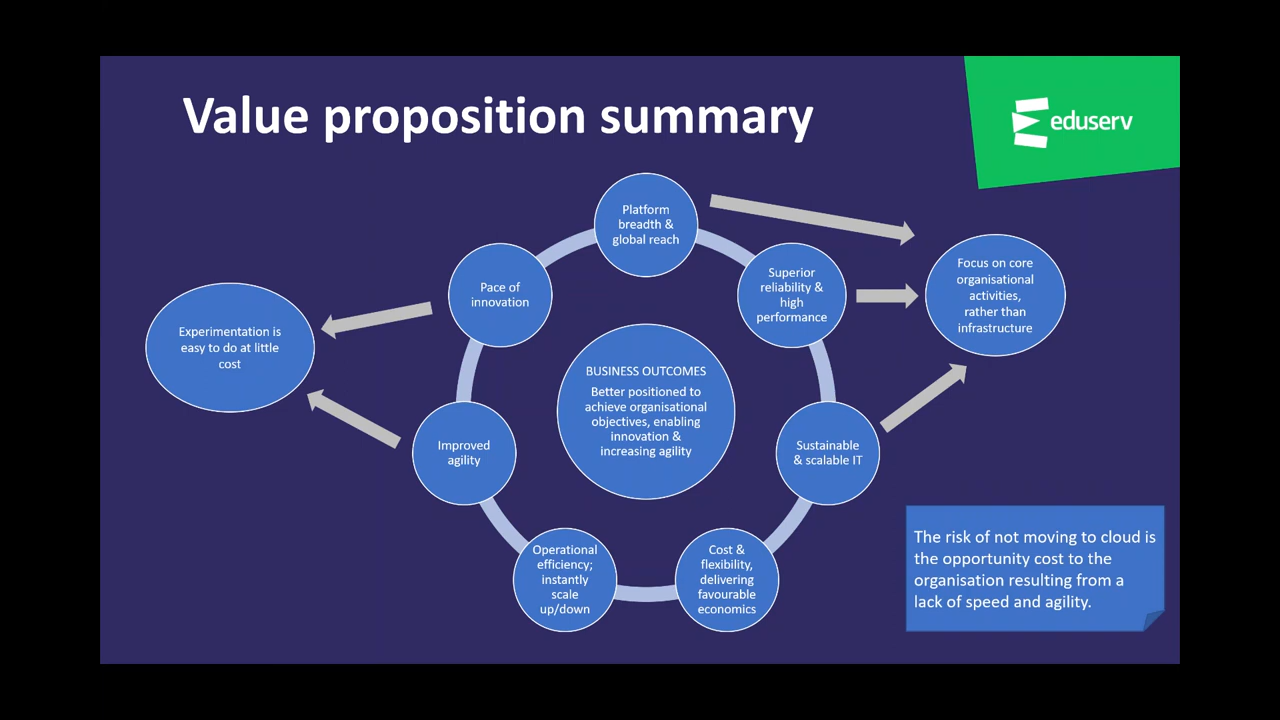 Value proposition summary
eduserv
Platform
breadth &
global reach
Pace of
innovation
Superior
reliability &
high
performance
Focus on core
organisational
activities,
rather than
infrastructure
Experimentation is
easy to do at little
cost
BUSINESS OUTCOMES
Better positioned to
achieve organisational
objectives, enabling
innovation &
increasing agility
Improved
agility
Sustainable
& scalable IT
Operational
efficiency;
instantly
scale
up/down
Cost &
flexibility,
delivering
favourable
economics
The risk of not moving to cloud is
the opportunity cost to the
organisation resulting from a
lack of speed and agility.